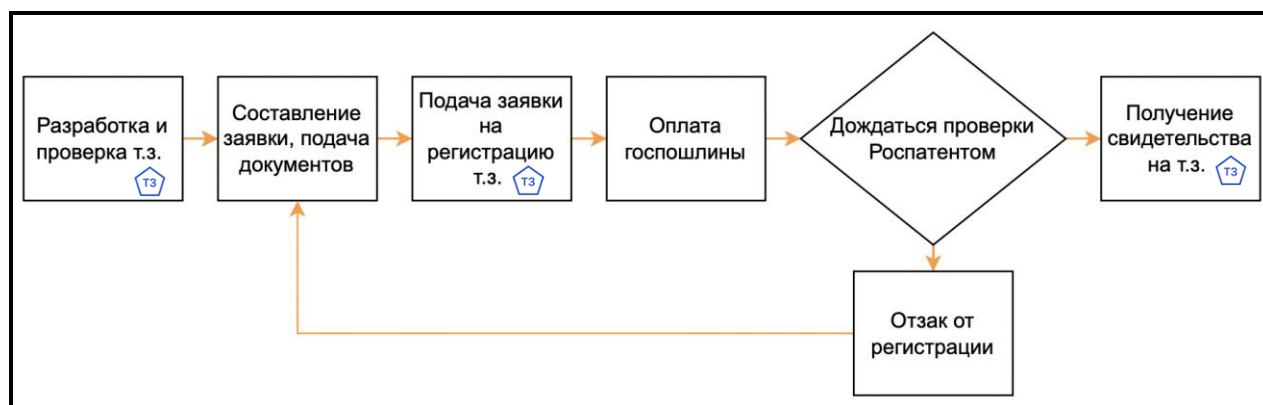 Разработка и
проверка т.з.
ТЗ
Составление
заявки, подача
документов
Подача заявки
на
регистрацию
т.з.
ТЗ
Оплата
госпошлины
Дождаться проверки
Роспатентом
Получение
свидетельства
на т.з.
ТЗ
Отзак от
регистрации